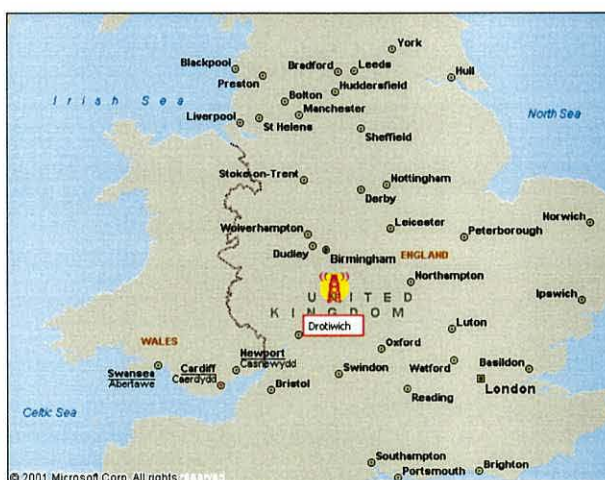 York
Blackpool
Bradford
Leeds
Preston
Hull
Huddersfield
Irish Sea
Bolton
Manchester
North Sea
Liverpool
St Helens
Sheffield
Stoke-on-Trent
Nottingham
Derby
Norwich
Leicester
Wolverhampton
Peterborough
Dudley
Birmingham
ENGLAND
Northampton
UNITED
Ipswich
KINGDOM
Drotiwich
Luton
WALES
Oxford
Newport
Casnewydd
Watford
Basildon
Swansea
Abertawe
Cardiff
Caerdydd
Swindon
London
Bristol
Reading
Celtic Sea
Southampton
Portsmouth
Brighton
© 2001 Microsoft Corp. All rights reserved